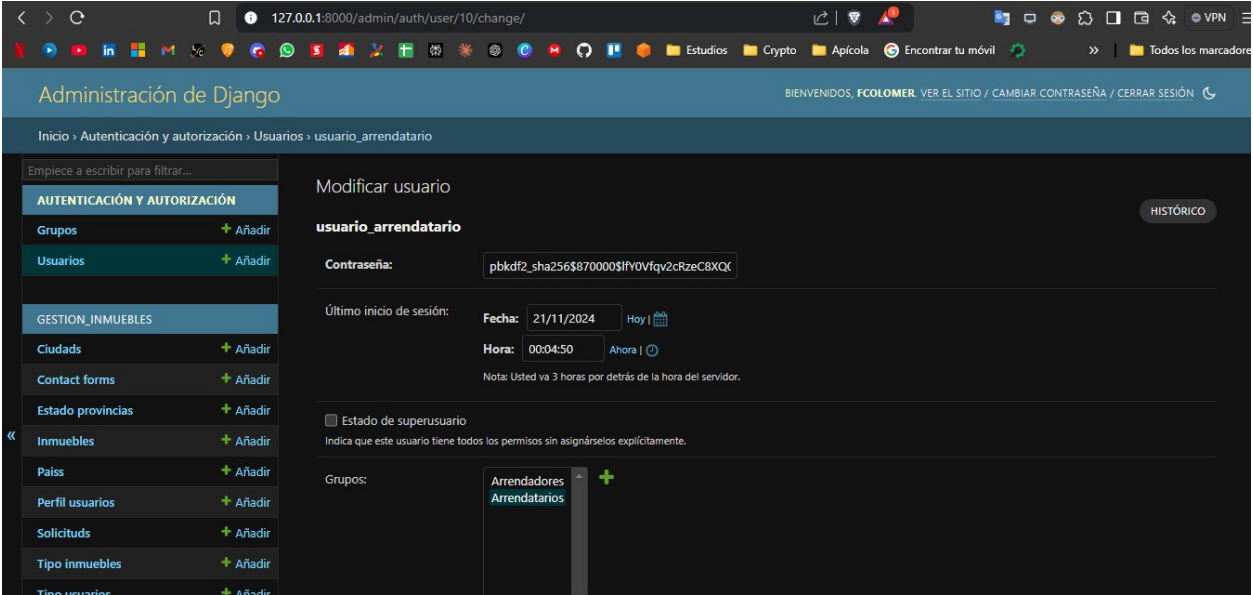 127.0.0.1:8000/admin/auth/user/10/change/
VPN
Estudios
Crypto
Apícola
Encontrar tu móvil
»
Todos los marcadore
Administración de Django
BIENVENIDOS, FCOLOMER. VER EL SITIO / CAMBIAR CONTRASEÑA / CERRAR SESIÓN
Inicio › Autenticación y autorización › Usuarios › usuario_arrendatario
Empiece a escribir para filtrar...
AUTENTICACIÓN Y AUTORIZACIÓN
Grupos + Añadir
Usuarios + Añadir
GESTION_INMUEBLES
Ciudads + Añadir
Contact forms + Añadir
Estado provincias + Añadir
Inmuebles + Añadir
Paiss + Añadir
Perfil usuarios + Añadir
Solicituds + Añadir
Tipo inmuebles + Añadir
Tipo usuarios + Añadir
«
Modificar usuario
HISTÓRICO
usuario_arrendatario
Contraseña:
pbkdf2_sha256$870000$lfY0Vfqv2cRzeC8XQ(
Último inicio de sesión:
Fecha: 21/11/2024 Hoy |
Hora: 00:04:50 Ahora |
Nota: Usted va 3 horas por detrás de la hora del servidor.
Estado de superusuario
Indica que este usuario tiene todos los permisos sin asignárselos explícitamente.
Grupos:
Arrendadores
Arrendatarios